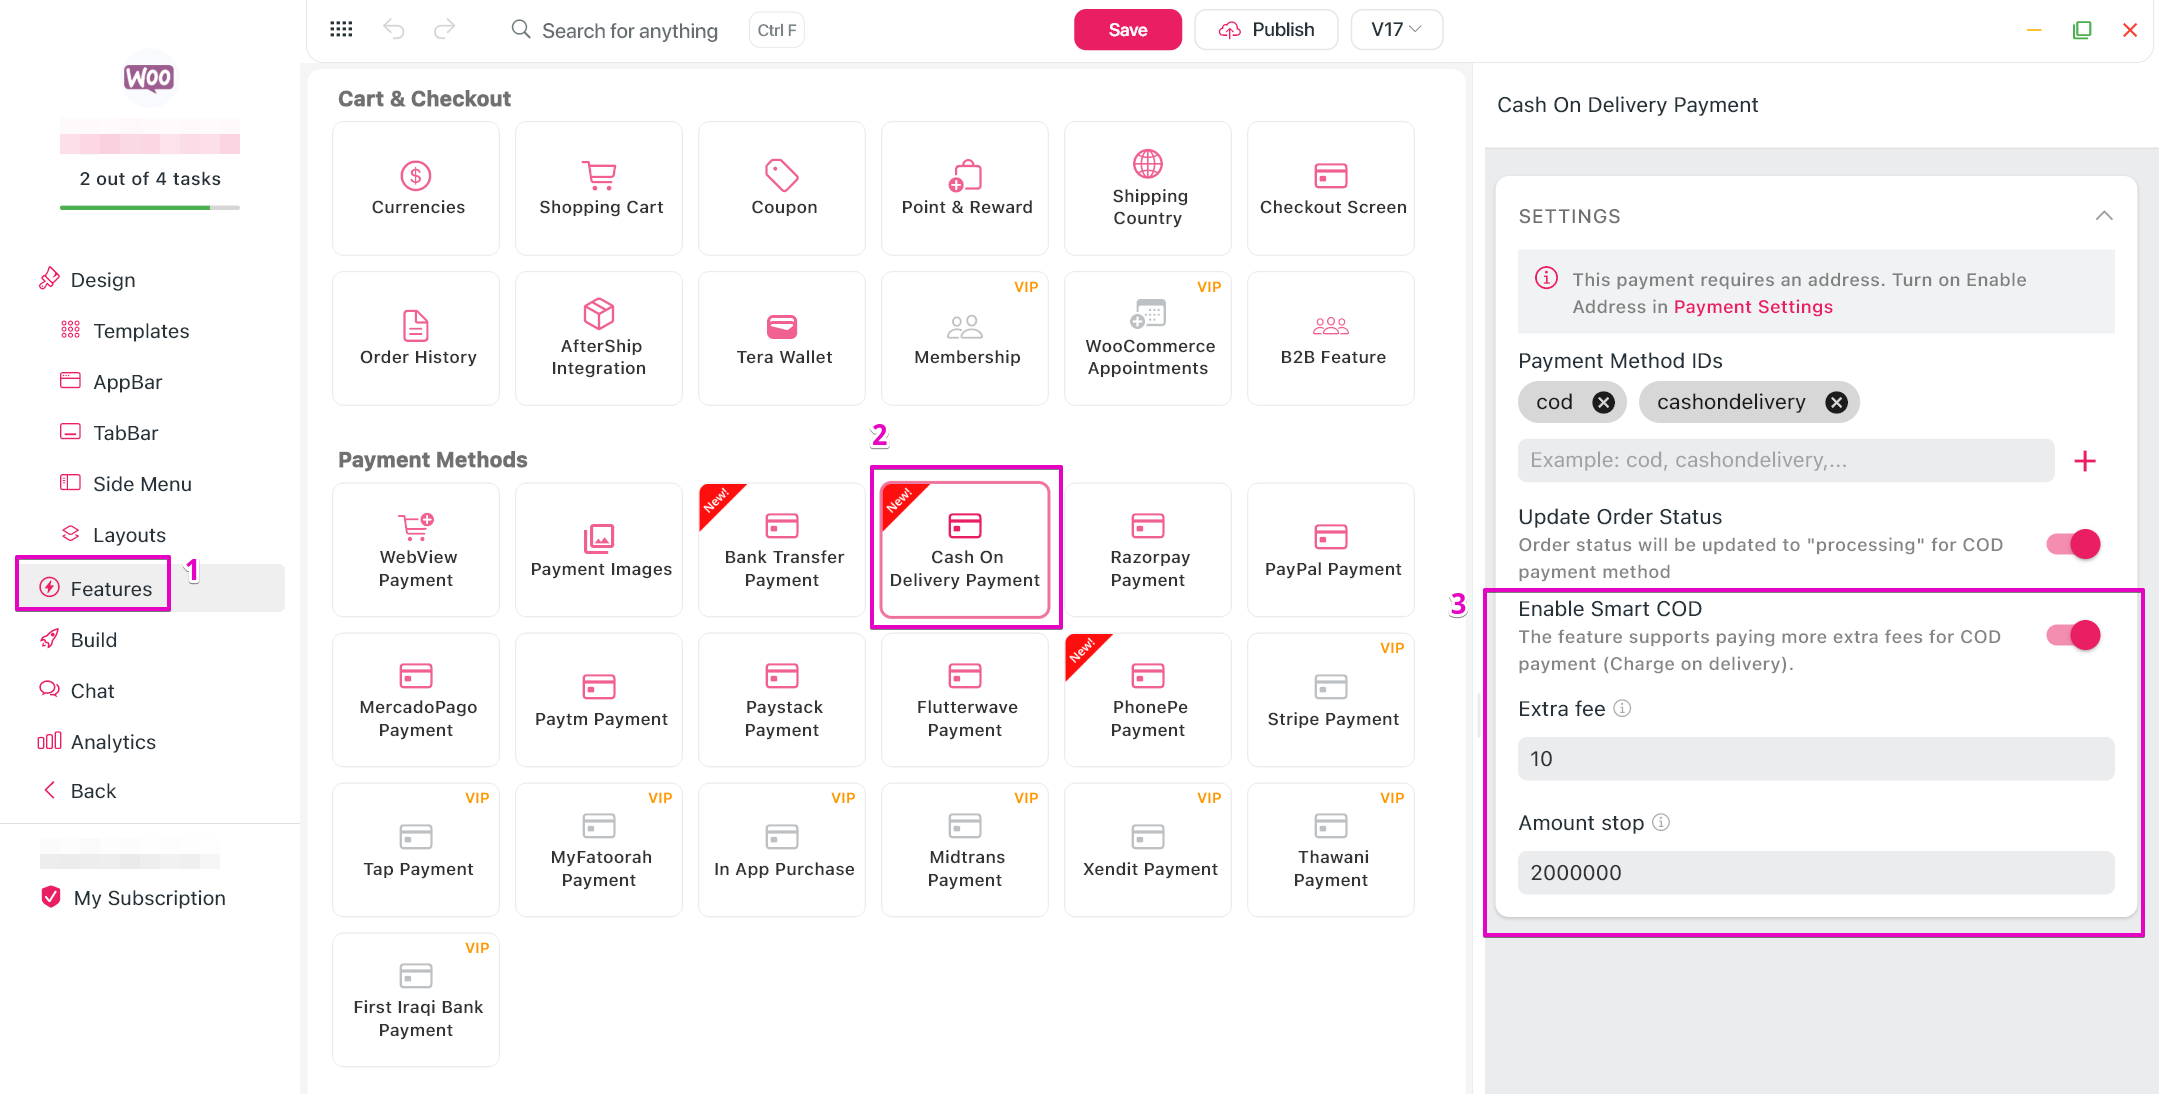 Search for anything
Ctrl F
Save
Publish
V17
WOO
2 out of 4 tasks
Design
Templates
AppBar
TabBar
Side Menu
Layouts
Features
1
Build
Chat
Analytics
Back
My Subscription
Cart & Checkout
Currencies
Shopping Cart
Coupon
Point & Reward
Shipping
Country
Checkout Screen
Order History
AfterShip
Integration
Tera Wallet
VIP
Membership
VIP
WooCommerce
Appointments
B2B Feature
2
Payment Methods
WebView
Payment
Payment Images
New!
Bank Transfer
Payment
New!
Cash On
Delivery Payment
Razorpay
Payment
PayPal Payment
MercadoPago
Payment
Paytm Payment
Paystack
Payment
Flutterwave
Payment
New!
PhonePe
Payment
VIP
Stripe Payment
VIP
Tap Payment
VIP
MyFatoorah
Payment
VIP
In App Purchase
VIP
Midtrans
Payment
VIP
Xendit Payment
VIP
Thawani
Payment
VIP
First Iraqi Bank
Payment
Cash On Delivery Payment
SETTINGS
This payment requires an address. Turn on Enable
Address in Payment Settings
Payment Method IDs
cod
cashondelivery
Example: cod, cashondelivery,...
Update Order Status
Order status will be updated to "processing" for COD
payment method
3
Enable Smart COD
The feature supports paying more extra fees for COD
payment (Charge on delivery).
Extra fee
10
Amount stop
2000000